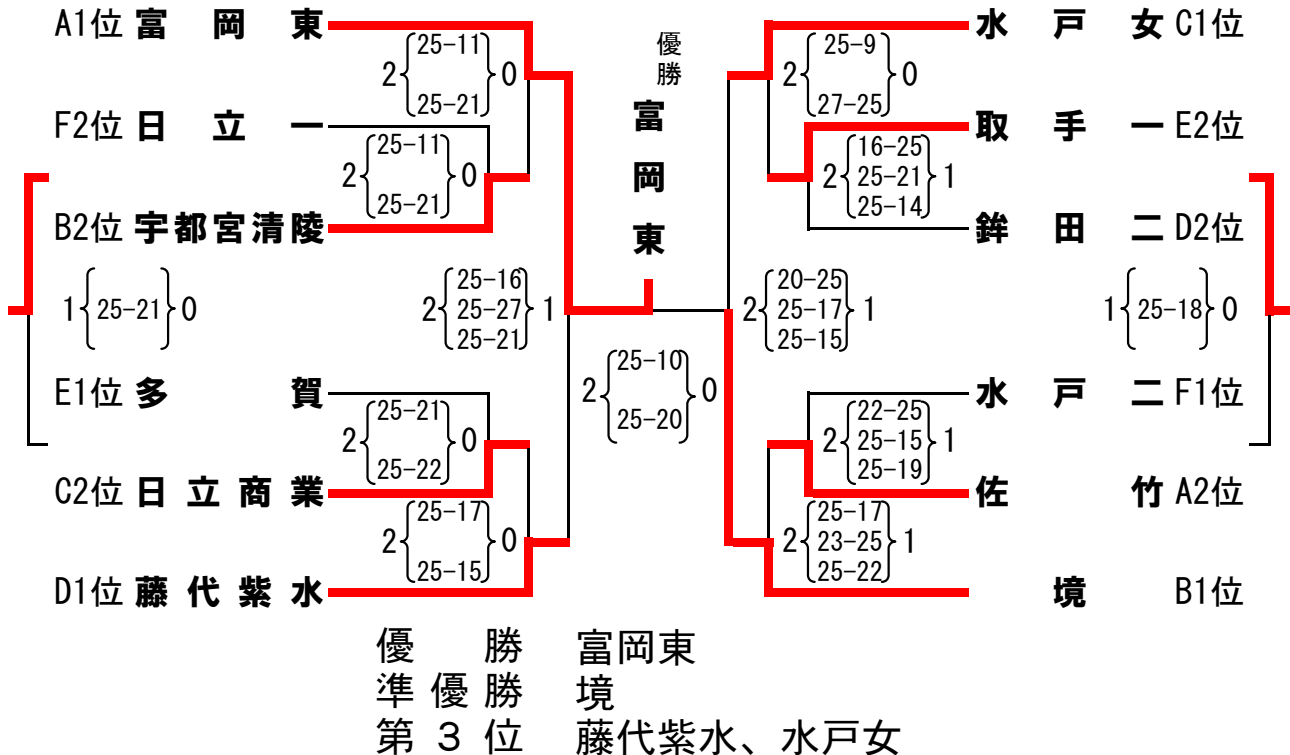 A1位 富岡東
25-11
2 0
25-21
F2位 日立一
25-11
2 0
25-21
B2位 宇都宮清陵
1 25-21 0
25-16
2 25-27 1
25-21
E1位 多賀
25-21
2 0
25-22
C2位 日立商業
25-17
2 0
25-15
D1位 藤代紫水
優勝
富岡東
25-10
2 0
25-20
水戸女 C1位
25-9
2 0
27-25
取手一 E2位
16-25
2 25-21 1
25-14
鉾田二 D2位
20-25
2 25-17 1
25-15
1 25-18 0
水戸二 F1位
22-25
2 25-15 1
25-19
佐竹 A2位
25-17
2 23-25 1
25-22
境 B1位
優勝 富岡東
準優勝 境
第3位 藤代紫水、水戸女